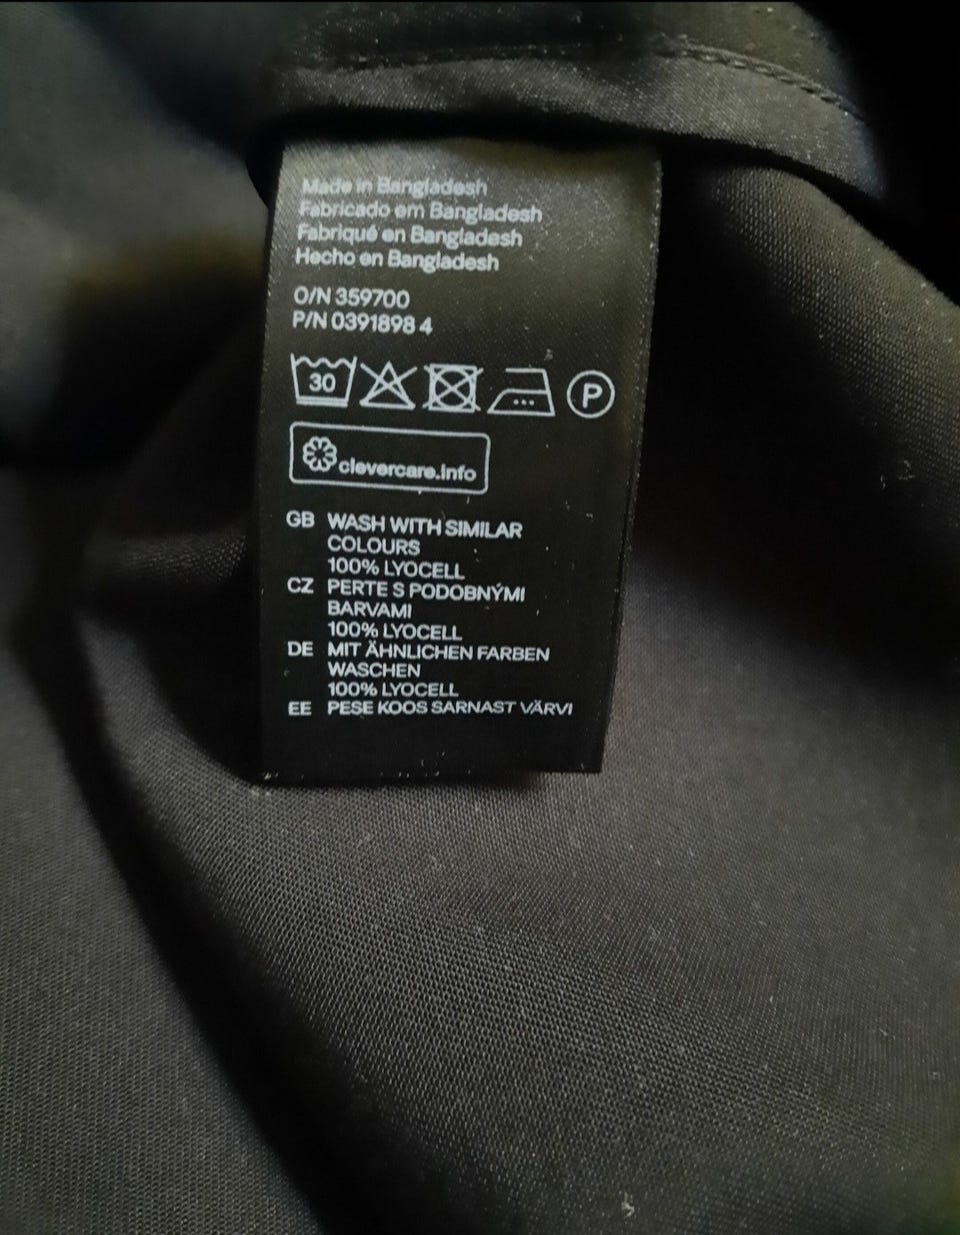 Made in Bangladesh
Fabricado em Bangladesh
Fabriqué en Bangladesh
Hecho en Bangladesh
O/N 359700
P/N 0391898 4
30 P
clevercare.info
GB WASH WITH SIMILAR
COLOURS
100% LYOCELL
CZ PERTE S PODOBNÝMI
BARVAMI
100% LYOCELL
DE MIT ÄHNLICHEN FARBEN
WASCHEN
100% LYOCELL
EE PESE KOOS SARNAST VÄRVI